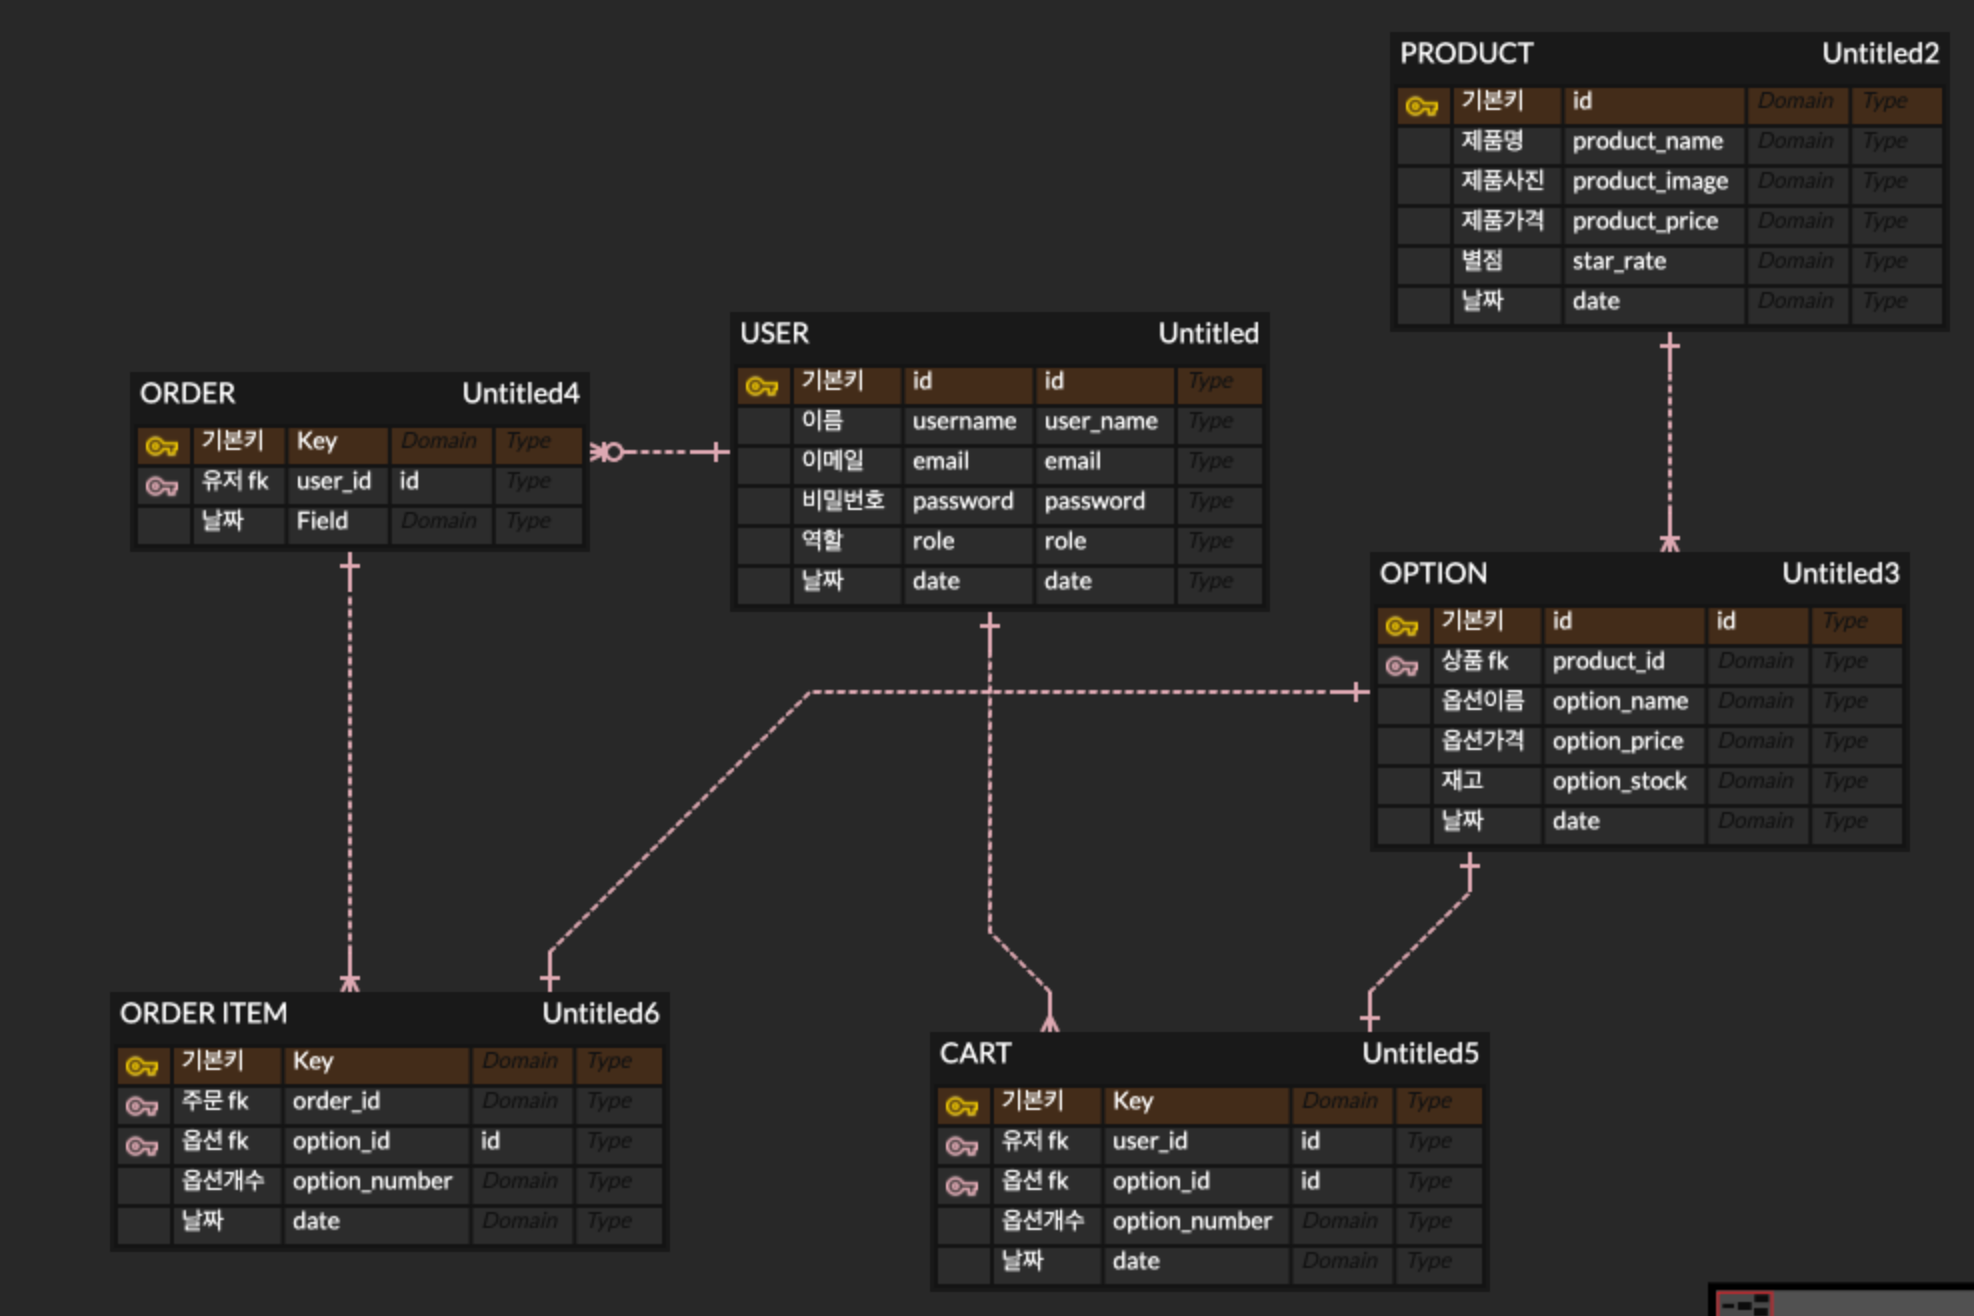 PRODUCT Untitled2
기본키 id Domain Type
제품명 product_name Domain Type
제품사진 product_image Domain Type
제품가격 product_price Domain Type
별점 star_rate Domain Type
날짜 date Domain Type
USER Untitled
기본키 id id Type
이름 username user_name Type
이메일 email email Type
비밀번호 password password Type
역할 role role Type
날짜 date date Type
ORDER Untitled4
기본키 Key Domain Type
유저 fk user_id id Type
날짜 Field Domain Type
OPTION Untitled3
기본키 id id Type
상품 fk product_id Domain Type
옵션이름 option_name Domain Type
옵션가격 option_price Domain Type
재고 option_stock Domain Type
날짜 date Domain Type
ORDER ITEM Untitled6
기본키 Key Domain Type
주문 fk order_id Domain Type
옵션 fk option_id id Type
옵션개수 option_number Domain Type
날짜 date Domain Type
CART Untitled5
기본키 Key Domain Type
유저 fk user_id id Type
옵션 fk option_id id Type
옵션개수 option_number Domain Type
날짜 date Domain Type